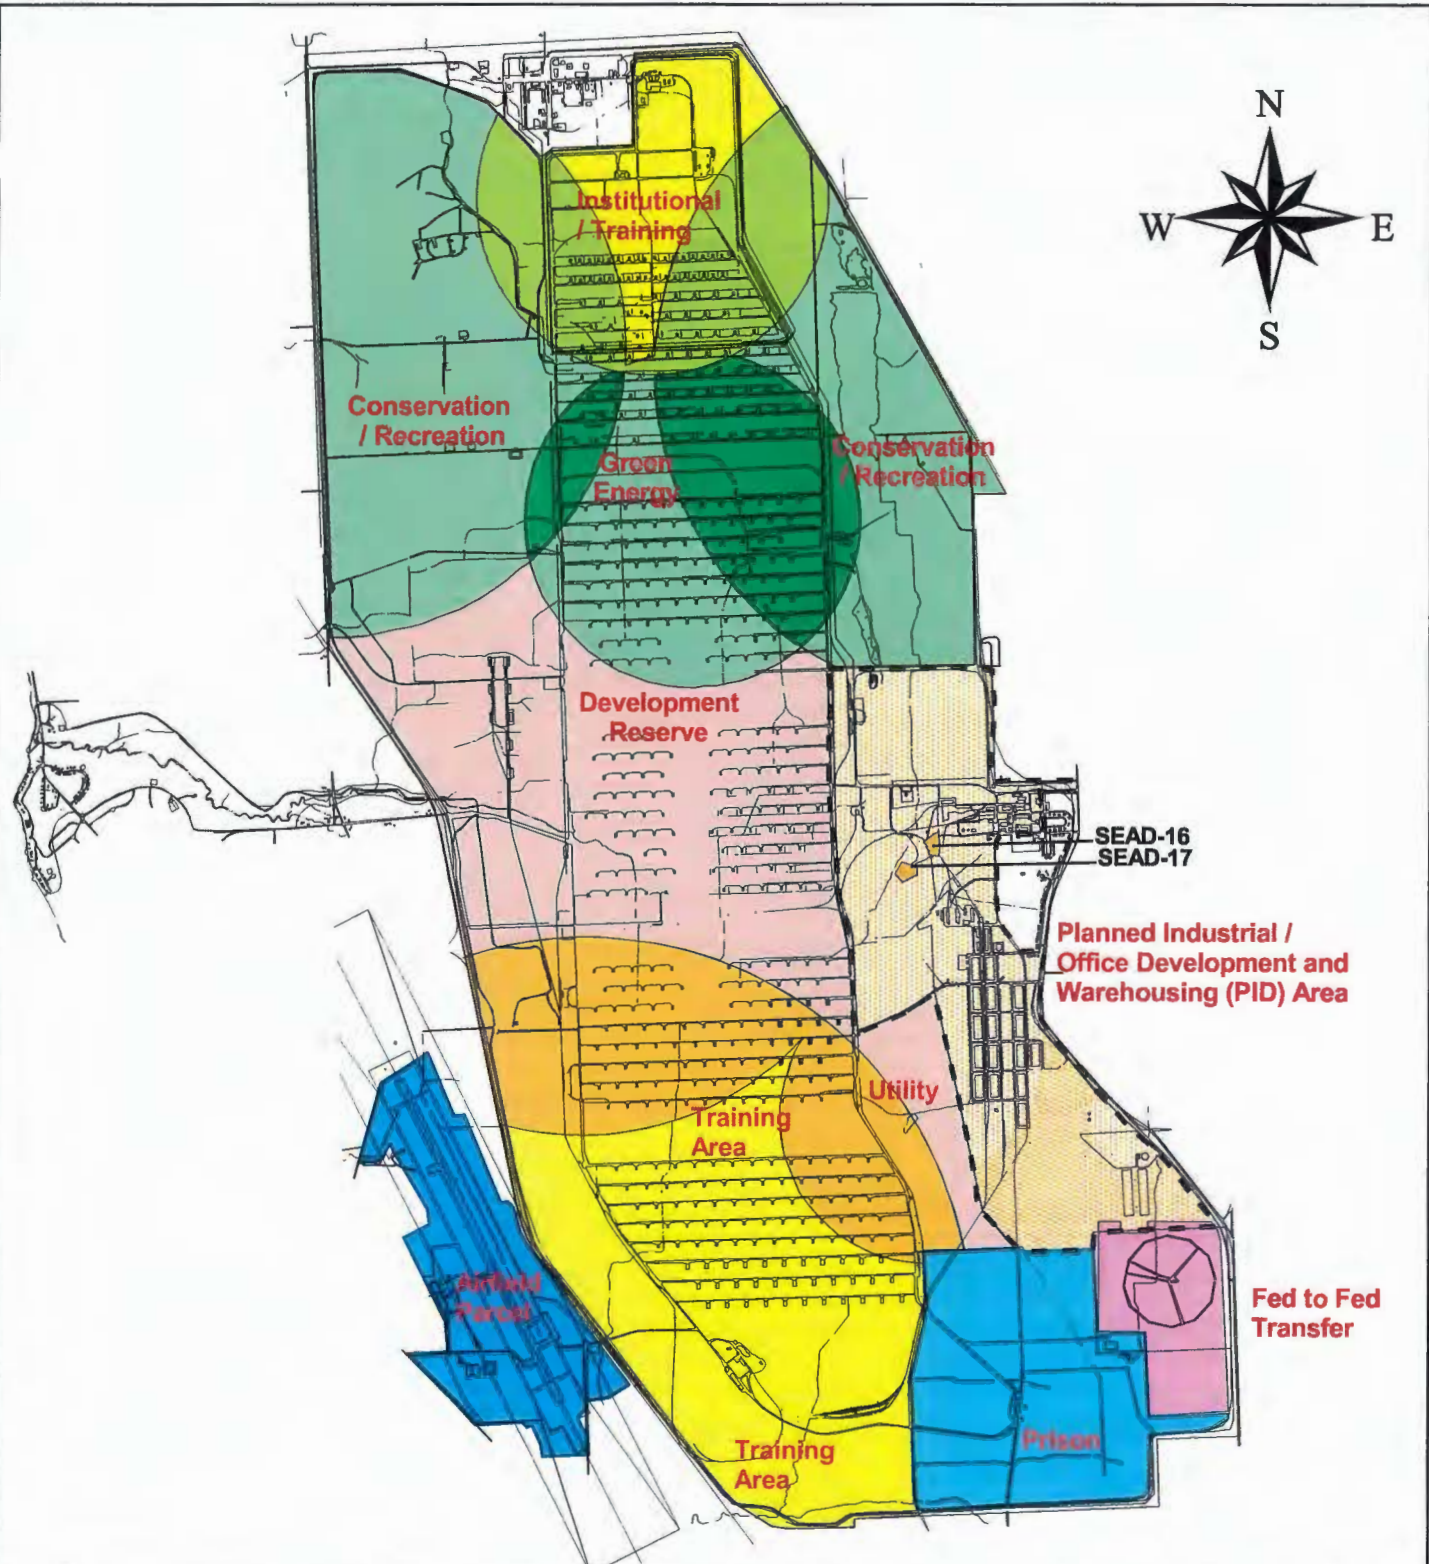 N
W
E
S
Institutional
/ Training
Conservation
/ Recreation
Conservation
/ Recreation
Green
Energy
Development
Reserve
SEAD-16
SEAD-17
Planned Industrial /
Office Development and
Warehousing (PID) Area
Utility
Training
Area
Airfield
Parcel
Fed to Fed
Transfer
Prison
Training
Area